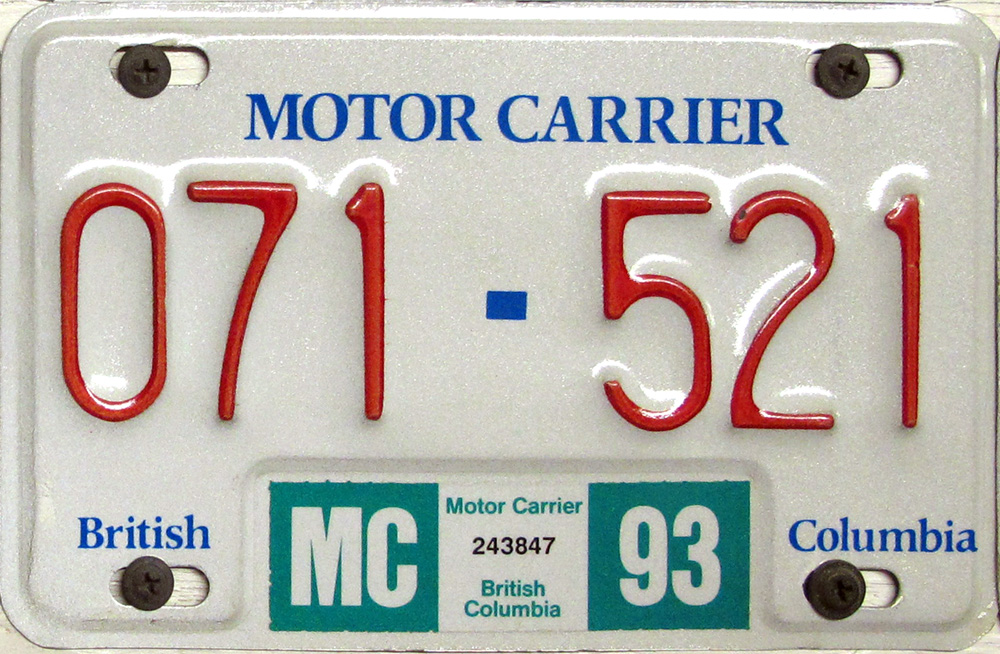 MOTOR CARRIER
071-521
British
MC
Motor Carrier
243847
British
Columbia
93
Columbia